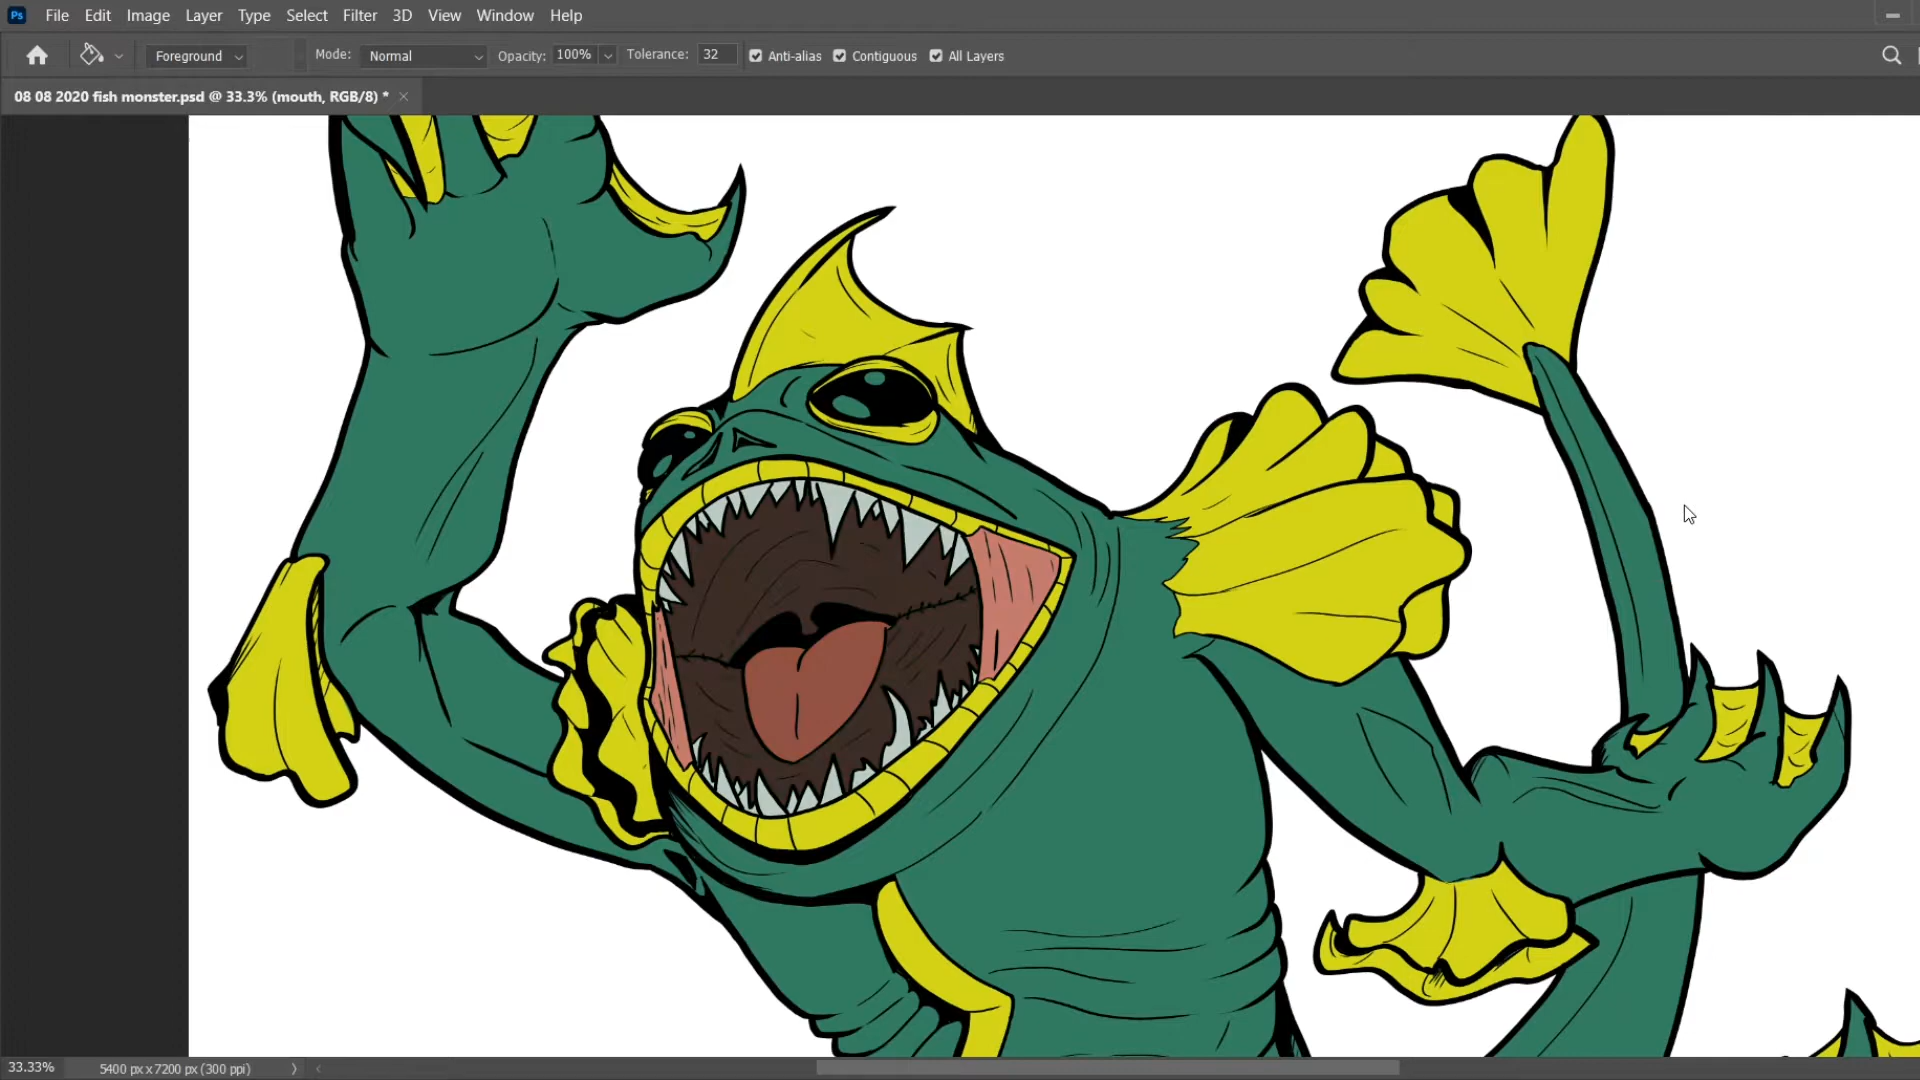 Ps File Edit Image Layer Type Select Filter 3D View Window Help
Foreground Mode: Normal Opacity: 100% Tolerance: 32 Anti-alias Contiguous All Layers
08 08 2020 fish monster.psd @ 33.3% (mouth, RGB/8) *
33.33% 5400 px x 7200 px (300 ppi)